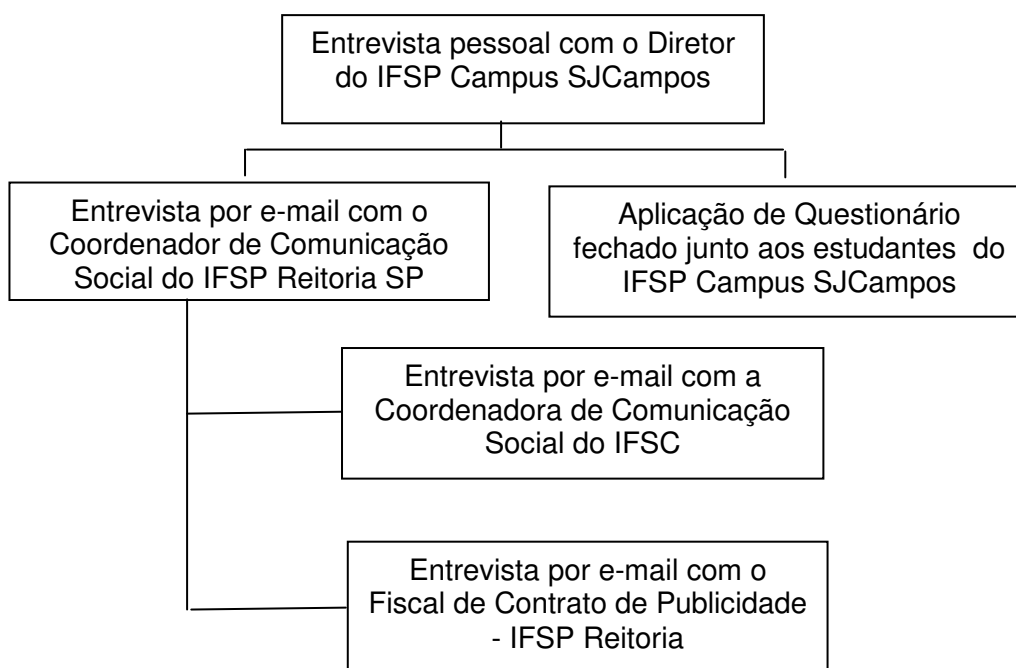 Entrevista pessoal com o Diretor
do IFSP Campus SJCampos
Entrevista por e-mail com o
Coordenador de Comunicação
Social do IFSP Reitoria SP
Aplicação de Questionário
fechado junto aos estudantes do
IFSP Campus SJCampos
Entrevista por e-mail com a
Coordenadora de Comunicação
Social do IFSC
Entrevista por e-mail com o
Fiscal de Contrato de Publicidade
- IFSP Reitoria